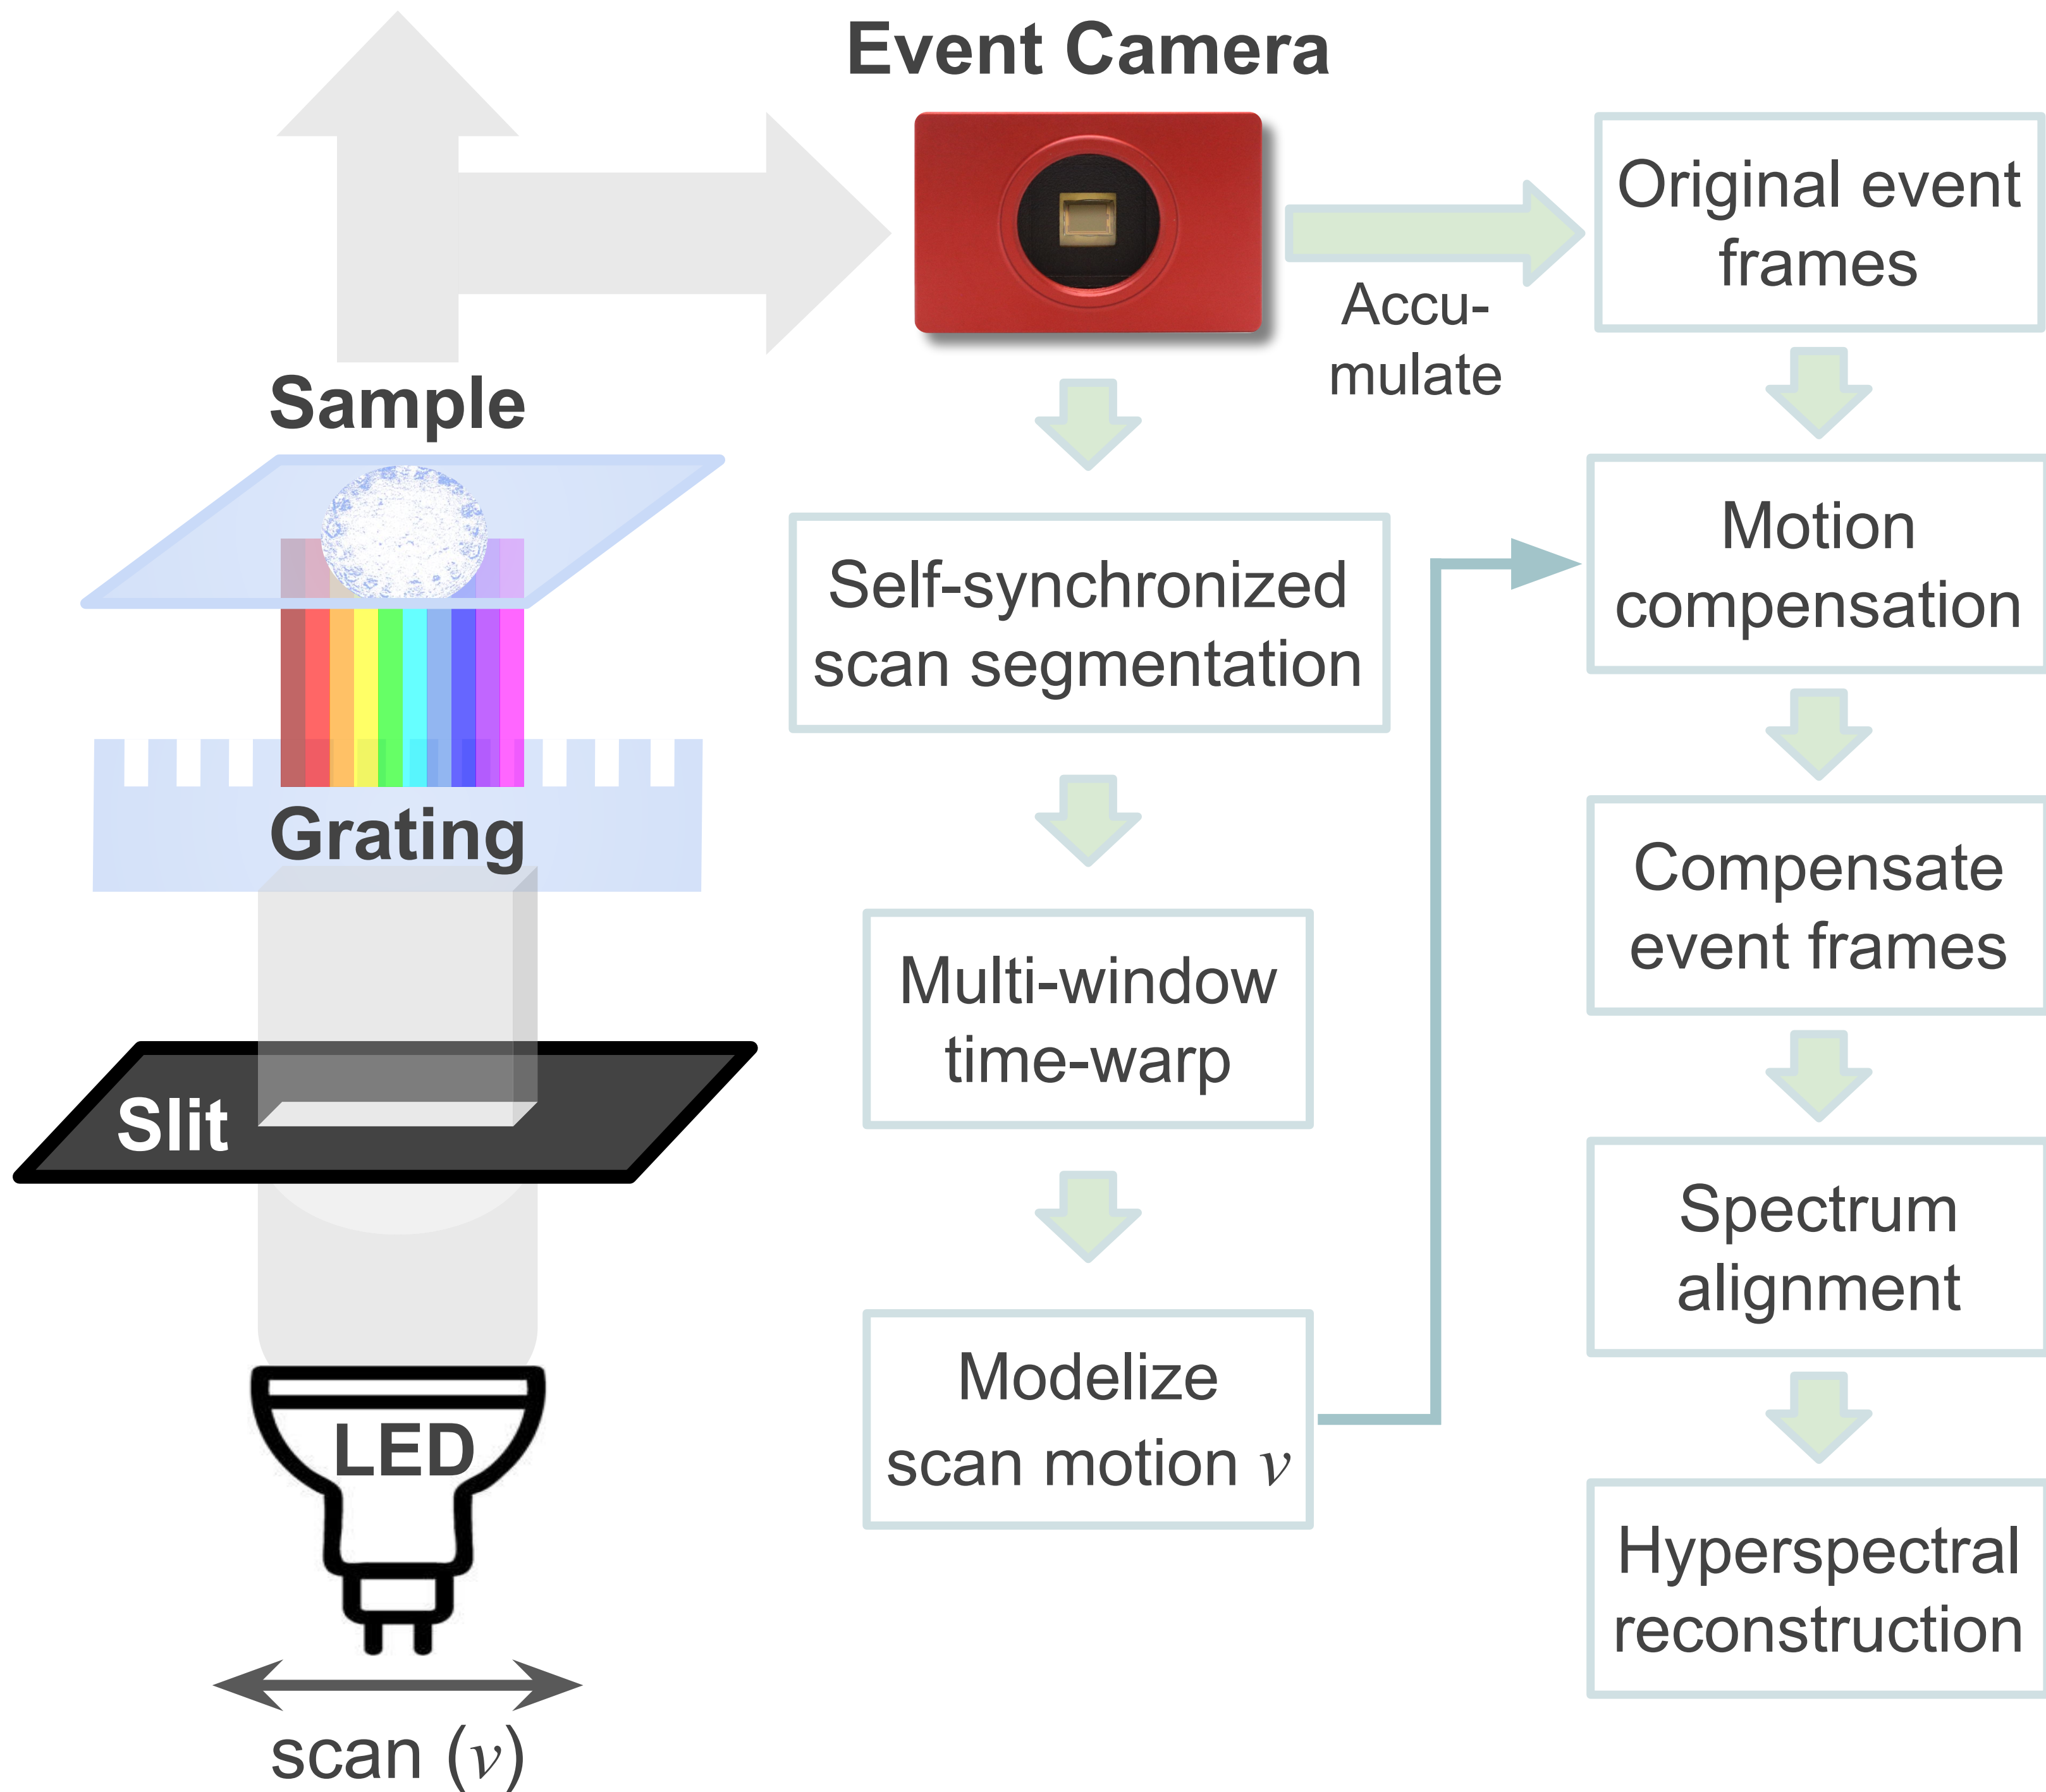 Event Camera
Original event
frames
Accu-
mulate
Sample
Grating
Slit
LED
scan (v)
Self-synchronized
scan segmentation
Multi-window
time-warp
Modelize
scan motion v
Motion
compensation
Compensate
event frames
Spectrum
alignment
Hyperspectral
reconstruction